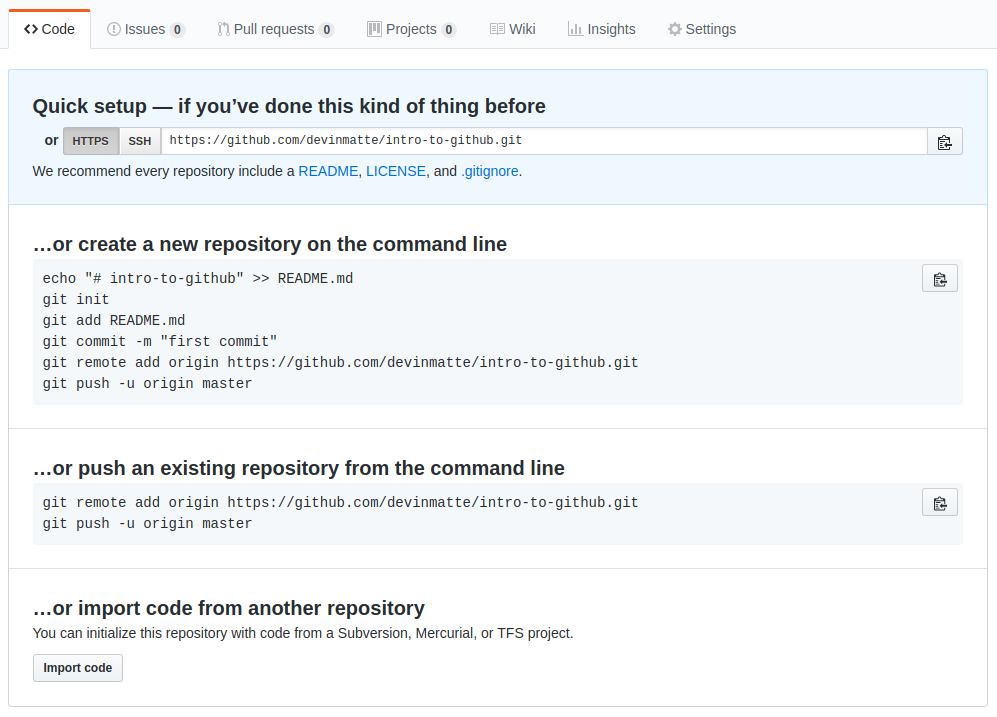 Code Issues 0 Pull requests 0 Projects 0 Wiki Insights Settings
Quick setup — if you’ve done this kind of thing before
or HTTPS SSH https://github.com/devinmatte/intro-to-github.git
We recommend every repository include a README, LICENSE, and .gitignore.
…or create a new repository on the command line
echo "# intro-to-github" >> README.md
git init
git add README.md
git commit -m "first commit"
git remote add origin https://github.com/devinmatte/intro-to-github.git
git push -u origin master
…or push an existing repository from the command line
git remote add origin https://github.com/devinmatte/intro-to-github.git
git push -u origin master
…or import code from another repository
You can initialize this repository with code from a Subversion, Mercurial, or TFS project.
Import code